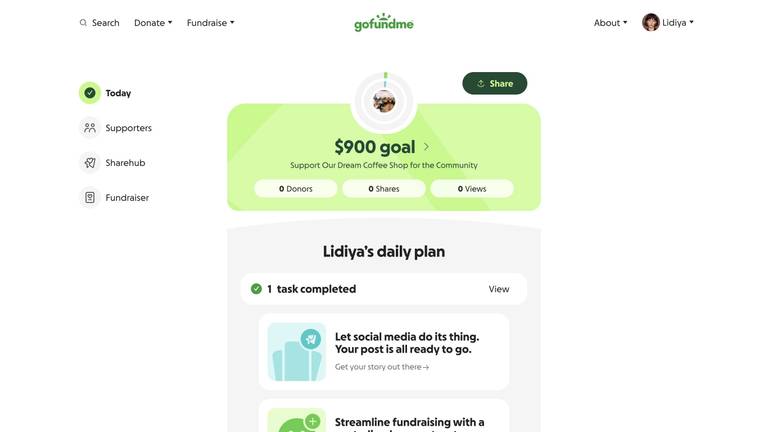 Search Donate Fundraise gofundme About Lidiya
Today
Supporters
Sharehub
Fundraiser
Share
$900 goal
Support Our Dream Coffee Shop for the Community
0 Donors 0 Shares 0 Views
Lidiya's daily plan
1 task completed View
Let social media do its thing.
Your post is all ready to go.
Get your story out there
Streamline fundraising with a